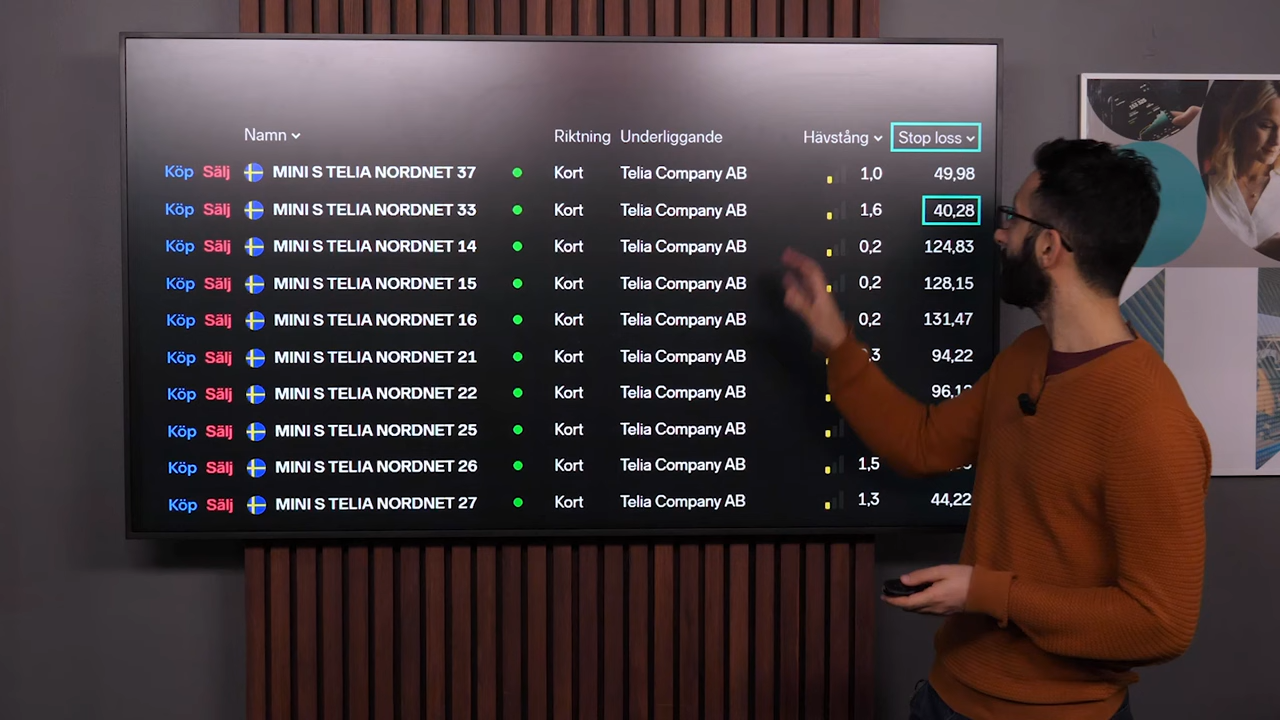 Namn Riktning Underliggande Hävstång Stop loss
Köp Sälj MINI S TELIA NORDNET 37 Kort Telia Company AB 1,0 49,98
Köp Sälj MINI S TELIA NORDNET 33 Kort Telia Company AB 1,6 40,28
Köp Sälj MINI S TELIA NORDNET 14 Kort Telia Company AB 0,2 124,83
Köp Sälj MINI S TELIA NORDNET 15 Kort Telia Company AB 0,2 128,15
Köp Sälj MINI S TELIA NORDNET 16 Kort Telia Company AB 0,2 131,47
Köp Sälj MINI S TELIA NORDNET 21 Kort Telia Company AB 94,22
Köp Sälj MINI S TELIA NORDNET 22 Kort Telia Company AB
Köp Sälj MINI S TELIA NORDNET 25 Kort Telia Company AB
Köp Sälj MINI S TELIA NORDNET 26 Kort Telia Company AB 1,5
Köp Sälj MINI S TELIA NORDNET 27 Kort Telia Company AB 1,3 44,22